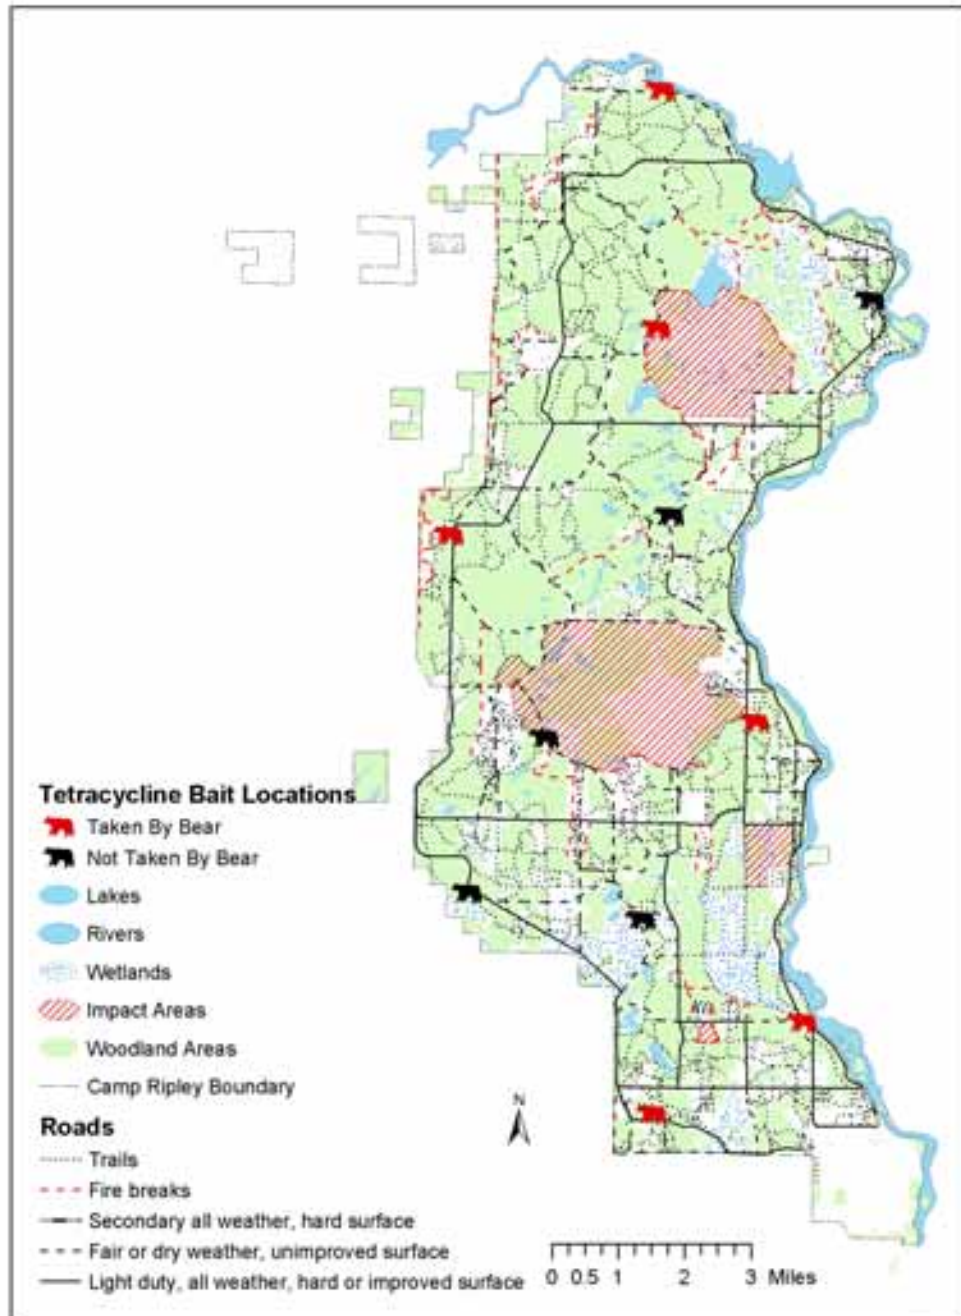 Tetracycline Bait Locations
Taken By Bear
Not Taken By Bear
Lakes
Rivers
Wetlands
Impact Areas
Woodland Areas
Camp Ripley Boundary
Roads
Trails
Fire breaks
Secondary all weather, hard surface
Fair or dry weather, unimproved surface
Light duty, all weather, hard or improved surface
N
0 0.5 1 2 3 Miles